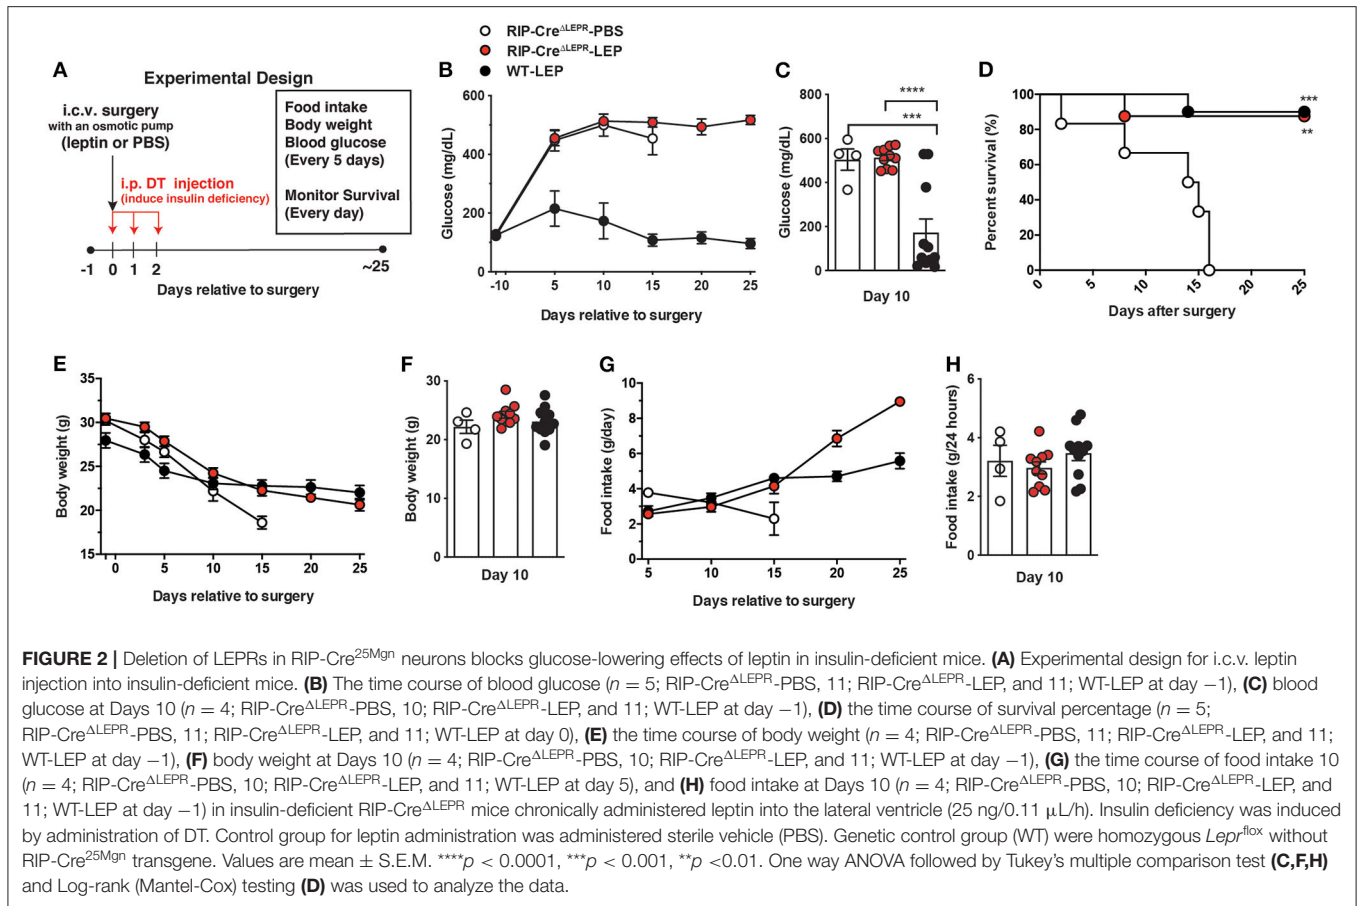 RIP-Cre^ΔLEPR-PBS
RIP-Cre^ΔLEPR-LEP
WT-LEP
A
Experimental Design
i.c.v. surgery
with an osmotic pump
(leptin or PBS)
i.p. DT injection
(induce insulin deficiency)
Food intake
Body weight
Blood glucose
(Every 5 days)
Monitor Survival
(Every day)
-1 0 1 2 ~25
Days relative to surgery
B
Glucose (mg/dL)
600
400
200
0
-10 5 10 15 20 25
Days relative to surgery
C
Glucose (mg/dL)
****
***
800
600
400
200
0
Day 10
D
Percent survival (%)
100
80
60
40
20
0
***
**
0 5 10 15 20 25
Days after surgery
E
Body weight (g)
35
30
25
20
15
0 5 10 15 20 25
Days relative to surgery
F
Body weight (g)
30
20
10
0
Day 10
G
Food intake (g/day)
10
8
6
4
2
0
5 10 15 20 25
Days relative to surgery
H
Food intake (g/24 hours)
6
4
2
0
Day 10
FIGURE 2 | Deletion of LEPRs in RIP-Cre^25Mgn neurons blocks glucose-lowering effects of leptin in insulin-deficient mice. (A) Experimental design for i.c.v. leptin
injection into insulin-deficient mice. (B) The time course of blood glucose (n = 5; RIP-Cre^ΔLEPR-PBS, 11; RIP-Cre^ΔLEPR-LEP, and 11; WT-LEP at day −1), (C) blood
glucose at Days 10 (n = 4; RIP-Cre^ΔLEPR-PBS, 10; RIP-Cre^ΔLEPR-LEP, and 11; WT-LEP at day −1), (D) the time course of survival percentage (n = 5;
RIP-Cre^ΔLEPR-PBS, 11; RIP-Cre^ΔLEPR-LEP, and 11; WT-LEP at day 0), (E) the time course of body weight (n = 4; RIP-Cre^ΔLEPR-PBS, 11; RIP-Cre^ΔLEPR-LEP, and 11;
WT-LEP at day −1), (F) body weight at Days 10 (n = 4; RIP-Cre^ΔLEPR-PBS, 10; RIP-Cre^ΔLEPR-LEP, and 11; WT-LEP at day −1), (G) the time course of food intake 10
(n = 4; RIP-Cre^ΔLEPR-PBS, 10; RIP-Cre^ΔLEPR-LEP, and 11; WT-LEP at day 5), and (H) food intake at Days 10 (n = 4; RIP-Cre^ΔLEPR-PBS, 10; RIP-Cre^ΔLEPR-LEP, and
11; WT-LEP at day −1) in insulin-deficient RIP-Cre^ΔLEPR mice chronically administered leptin into the lateral ventricle (25 ng/0.11 μL/h). Insulin deficiency was induced
by administration of DT. Control group for leptin administration was administered sterile vehicle (PBS). Genetic control group (WT) were homozygous Lepr^flox without
RIP-Cre^25Mgn transgene. Values are mean ± S.E.M. ****p < 0.0001, ***p < 0.001, **p <0.01. One way ANOVA followed by Tukey's multiple comparison test (C,F,H)
and Log-rank (Mantel-Cox) testing (D) was used to analyze the data.